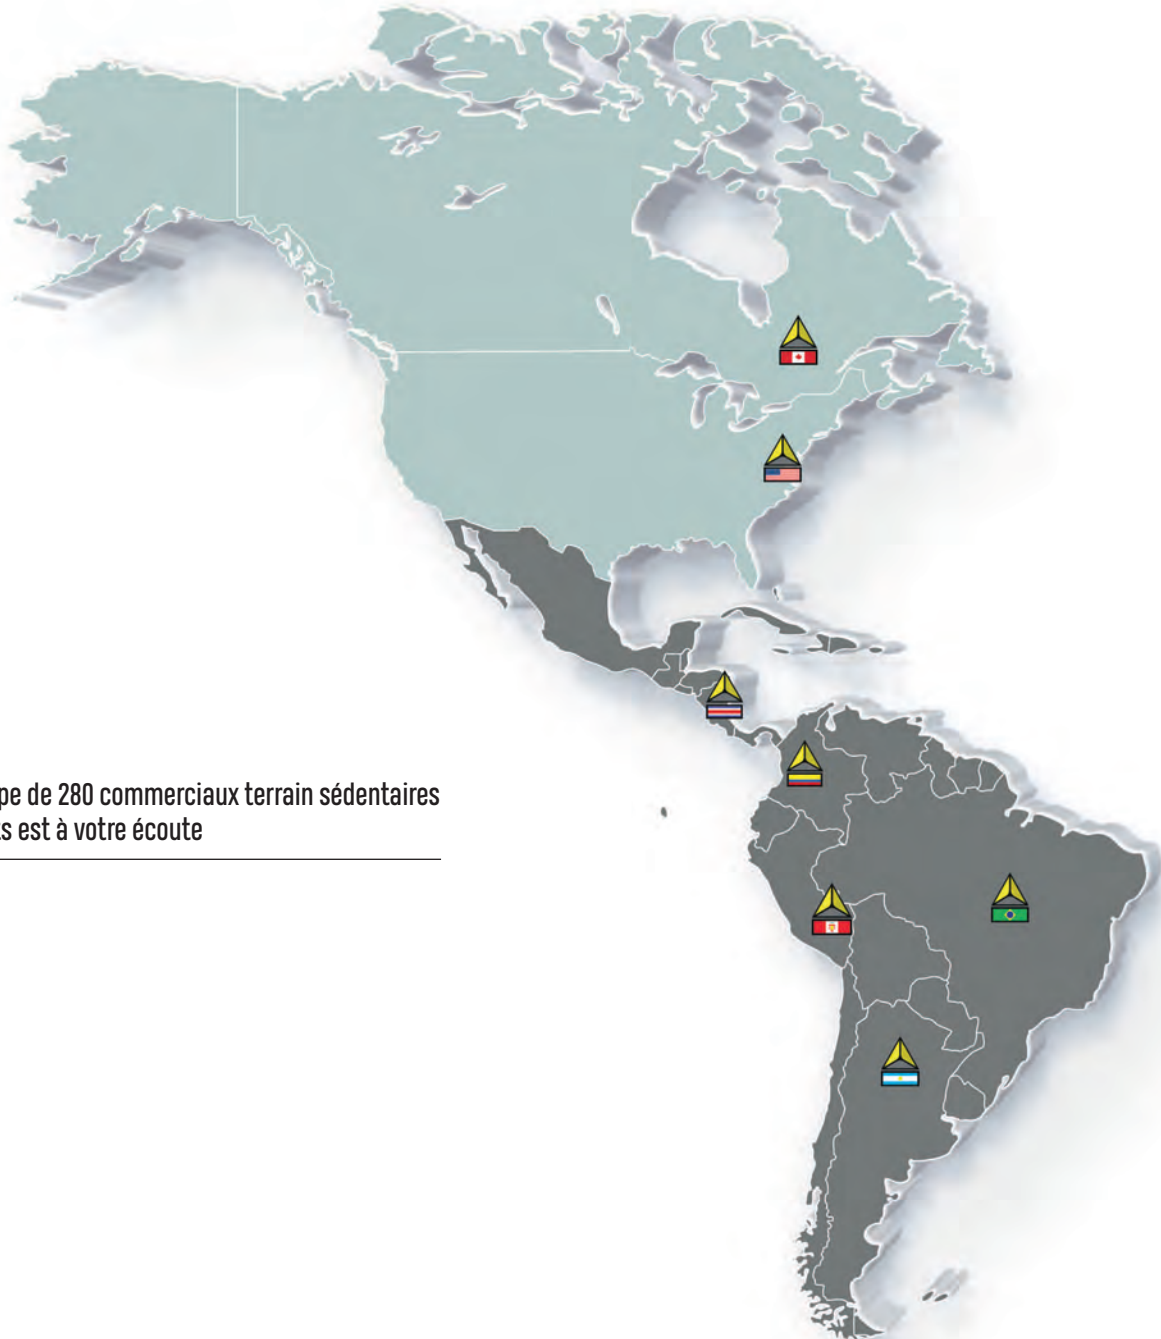 pe de 280 commerciaux terrain sédentaires
s est à votre écoute